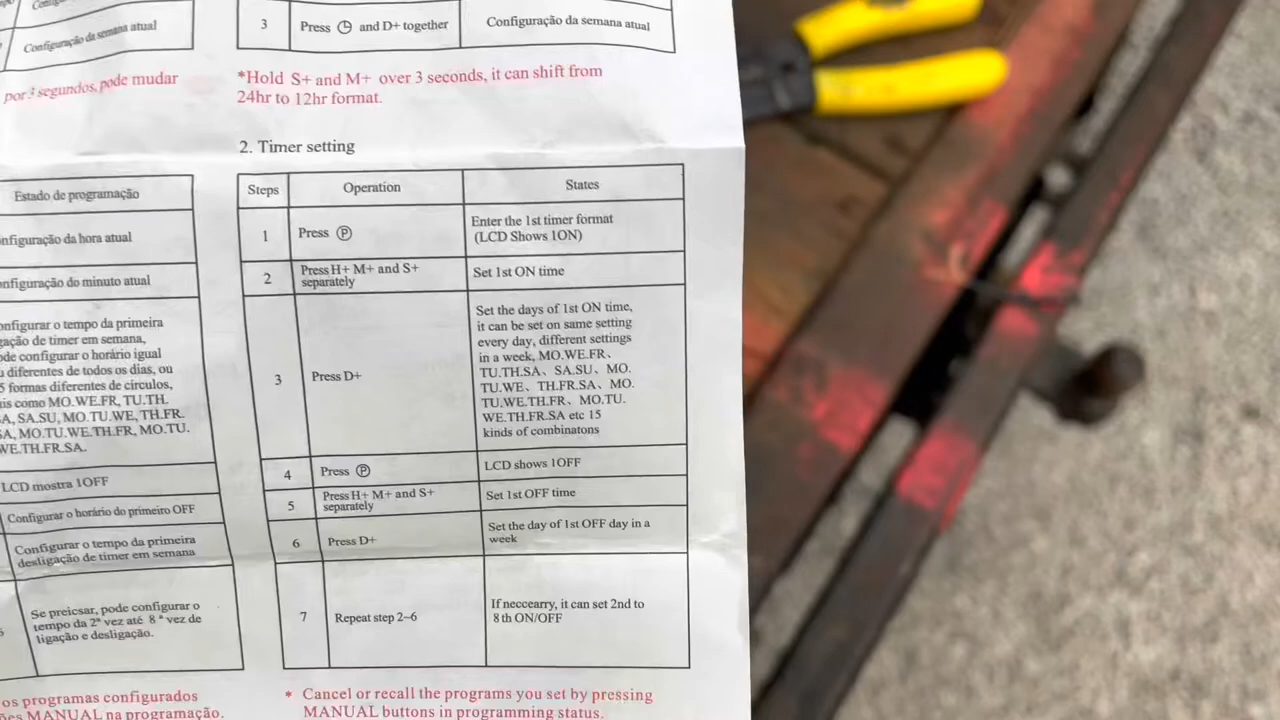 Configuração da semana atual
por 3 segundos, pode mudar
Estado de programação
nfiguração da hora atual
nfiguração do minuto atual
onfigurar o tempo da primeira
gação de timer em semana,
ode configurar o horário igual
u diferentes de todos os dias, ou
5 formas diferentes de círculos,
is como MO.WE.FR, TU.TH.
A, SA.SU, MO.TU.WE, TH.FR.
SA, MO.TU.WE.TH.FR, MO.TU.
WE.TH.FR.SA.
LCD mostra 1OFF
Configurar o horário do primeiro OFF
Configurar o tempo da primeira
desligação de timer em semana
Se preicsar, pode configurar o
tempo da 2ª vez até 8 ª vez de
ligação e desligação.
os programas configurados
ões MANUAL na programação.
3 Press and D+ together Configuração da semana atual
*Hold S+ and M+ over 3 seconds, it can shift from
24hr to 12hr format.
2. Timer setting
Steps Operation States
1 Press Ⓟ Enter the 1st timer format
(LCD Shows 1ON)
2 Press H+ M+ and S+
separately Set 1st ON time
3 Press D+ Set the days of 1st ON time,
it can be set on same setting
every day, different settings
in a week, MO.WE.FR、
TU.TH.SA、SA.SU、MO.
TU.WE、TH.FR.SA、MO.
TU.WE.TH.FR、MO.TU.
WE.TH.FR.SA etc 15
kinds of combinatons
4 Press Ⓟ LCD shows 1OFF
5 Press H+ M+ and S+
separately Set 1st OFF time
6 Press D+ Set the day of 1st OFF day in a
week
7 Repeat step 2~6 If neccearry, it can set 2nd to
8th ON/OFF
* Cancel or recall the programs you set by pressing
MANUAL buttons in programming status.